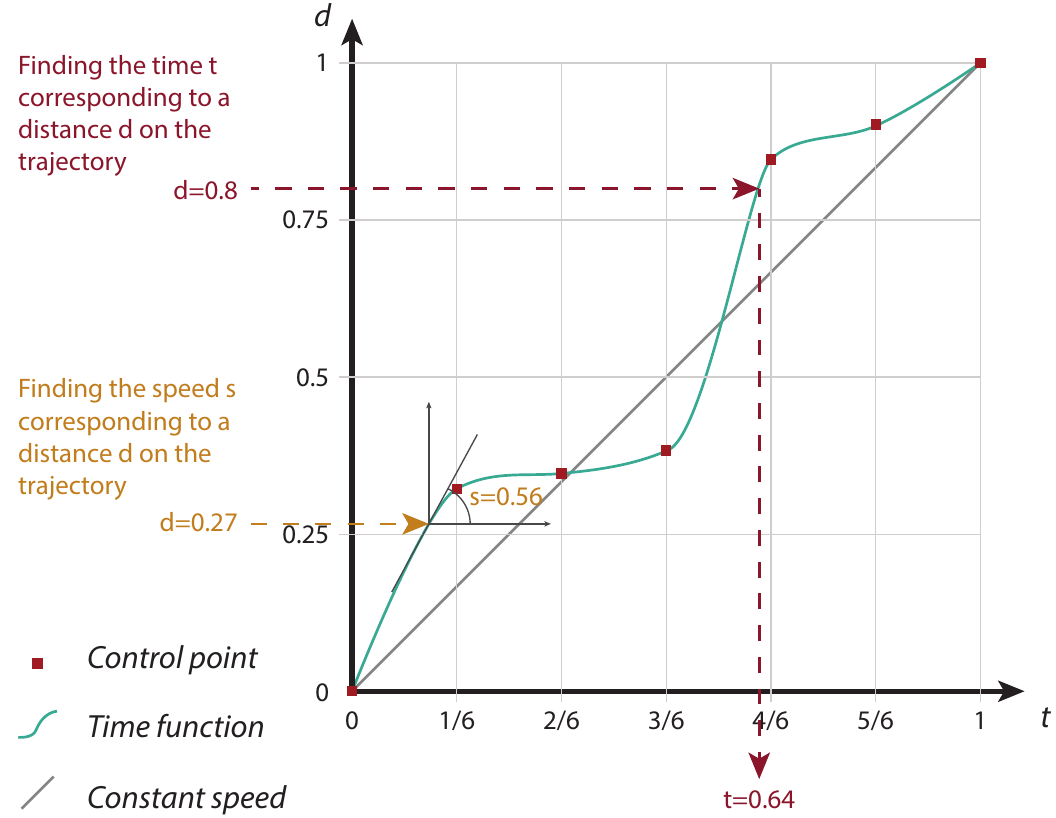 d
Finding the time t
corresponding to a
distance d on the
trajectory
d=0.8
1
0.75
0.5
Finding the speed s
corresponding to a
distance d on the
trajectory
d=0.27
s=0.56
0.25
0
0 1/6 2/6 3/6 4/6 5/6 1 t
t=0.64
Control point
Time function
Constant speed